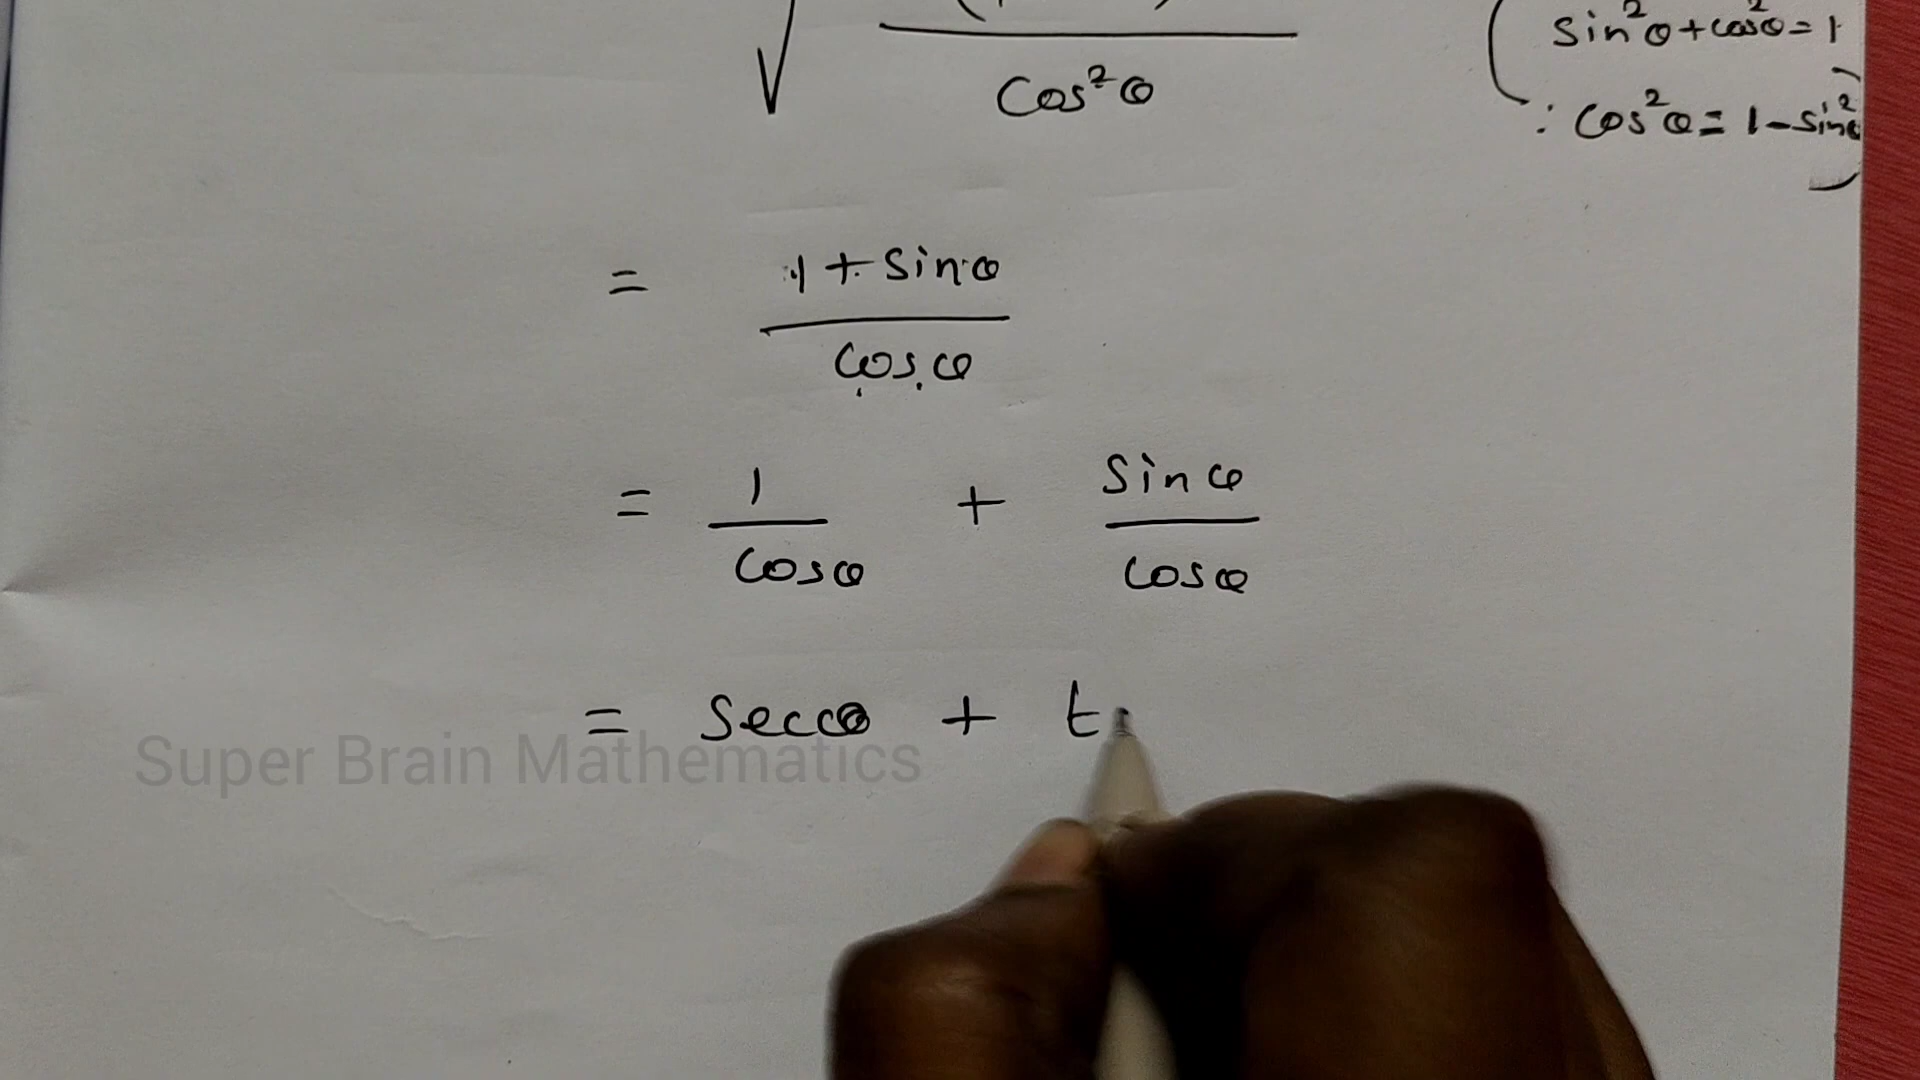 sin²θ+cos²θ=1
cos²θ
∴ cos²θ = 1-sin²θ
= 1 + sinθ
cosθ
= 1 + sinθ
cosθ cosθ
= secθ + t
Super Brain Mathematics